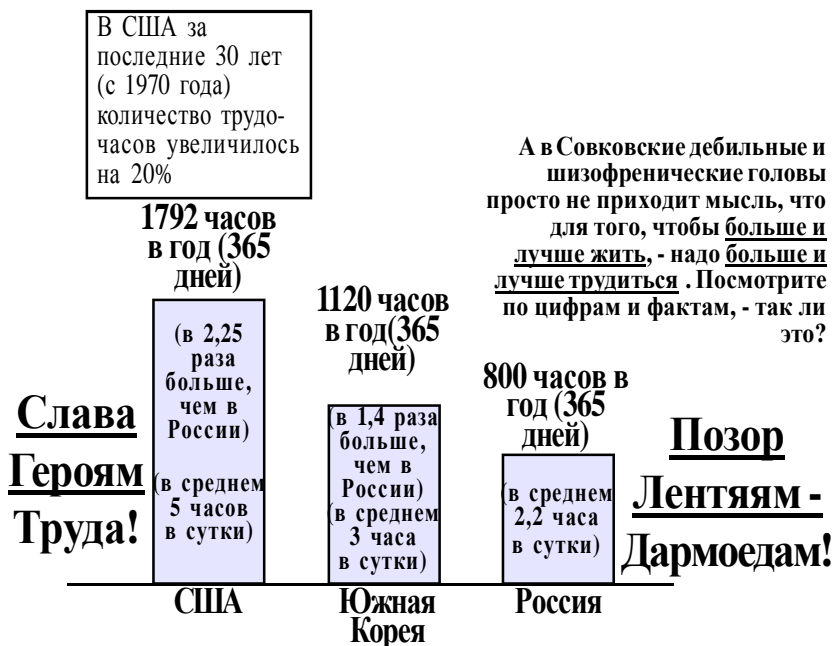 В США за
последние 30 лет
(с 1970 года)
количество трудо-
часов увеличилось
на 20%
А в Совковские дебильные и
шизофренические головы
просто не приходит мысль, что
для того, чтобы больше и
лучше жить, - надо больше и
лучше трудиться . Посмотрите
по цифрам и фактам, - так ли
это?
1792 часов
в год (365
дней)
(в 2,25
раза
больше,
чем в
России)
(в среднем
5 часов
в сутки)
США
1120 часов
в год(365
дней)
(в 1,4 раза
больше,
чем в
России)
(в среднем
3 часа
в сутки)
Южная
Корея
800 часов в
год (365
дней)
(в среднем
2,2 часа
в сутки)
Россия
Слава
Героям
Труда!
Позор
Лентяям -
Дармоедам!